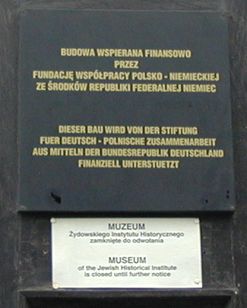 BUDOWA WSPIERANA FINANSOWO
PRZEZ
FUNDACJĘ WSPÓŁPRACY POLSKO - NIEMIECKIEJ
ZE ŚRODKÓW REPUBLIKI FEDERALNEJ NIEMIEC
DIESER BAU WIRD VON DER STIFTUNG
FUER DEUTSCH - POLNISCHE ZUSAMMENARBEIT
AUS MITTELN DER BUNDESREPUBLIK DEUTSCHLAND
FINANZIELL UNTERSTUETZT
MUZEUM
Żydowskiego Instytutu Historycznego
zamknięte do odwołania
MUSEUM
of the Jewish Historical Institute
is closed until further notice